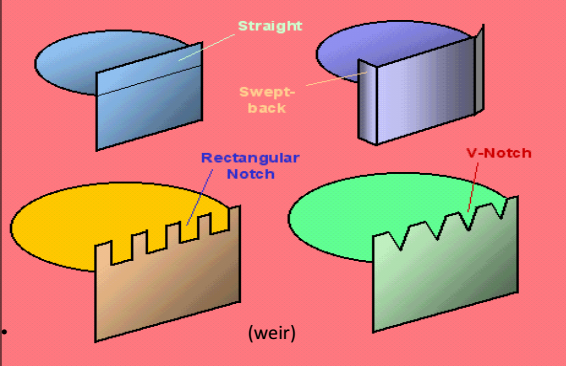 Straight
Swept-
back
Rectangular
Notch
V-Notch
• (weir)